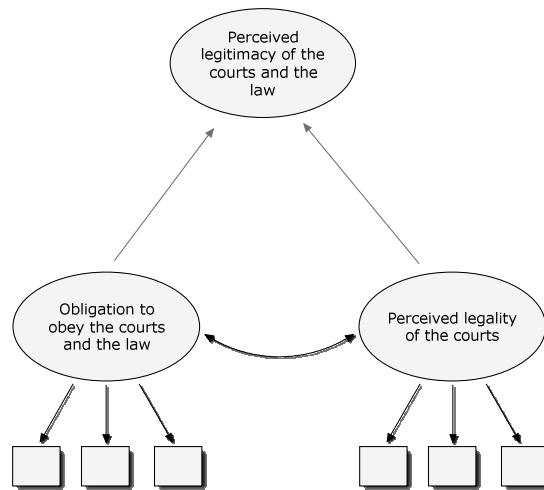 Perceived
legitimacy of the
courts and the
law
Obligation to
obey the courts
and the law
Perceived legality
of the courts